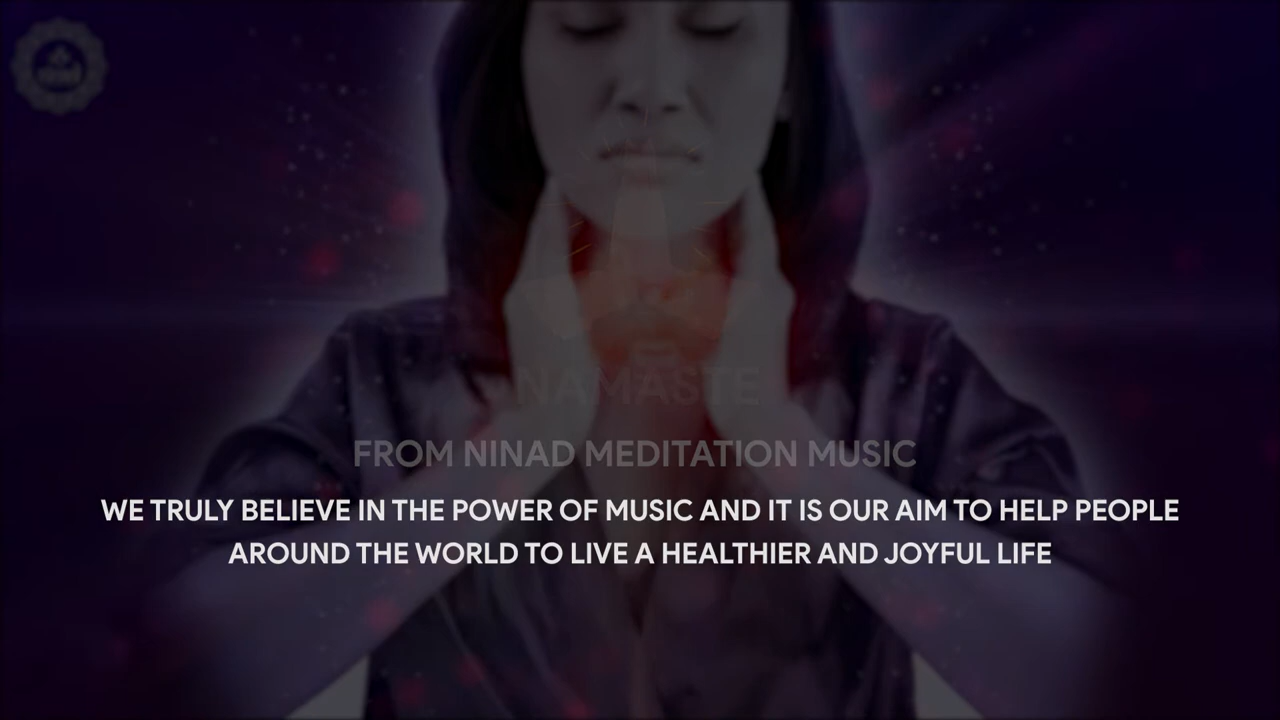 NAMASTE
FROM NINAD MEDITATION MUSIC
WE TRULY BELIEVE IN THE POWER OF MUSIC AND IT IS OUR AIM TO HELP PEOPLE
AROUND THE WORLD TO LIVE A HEALTHIER AND JOYFUL LIFE